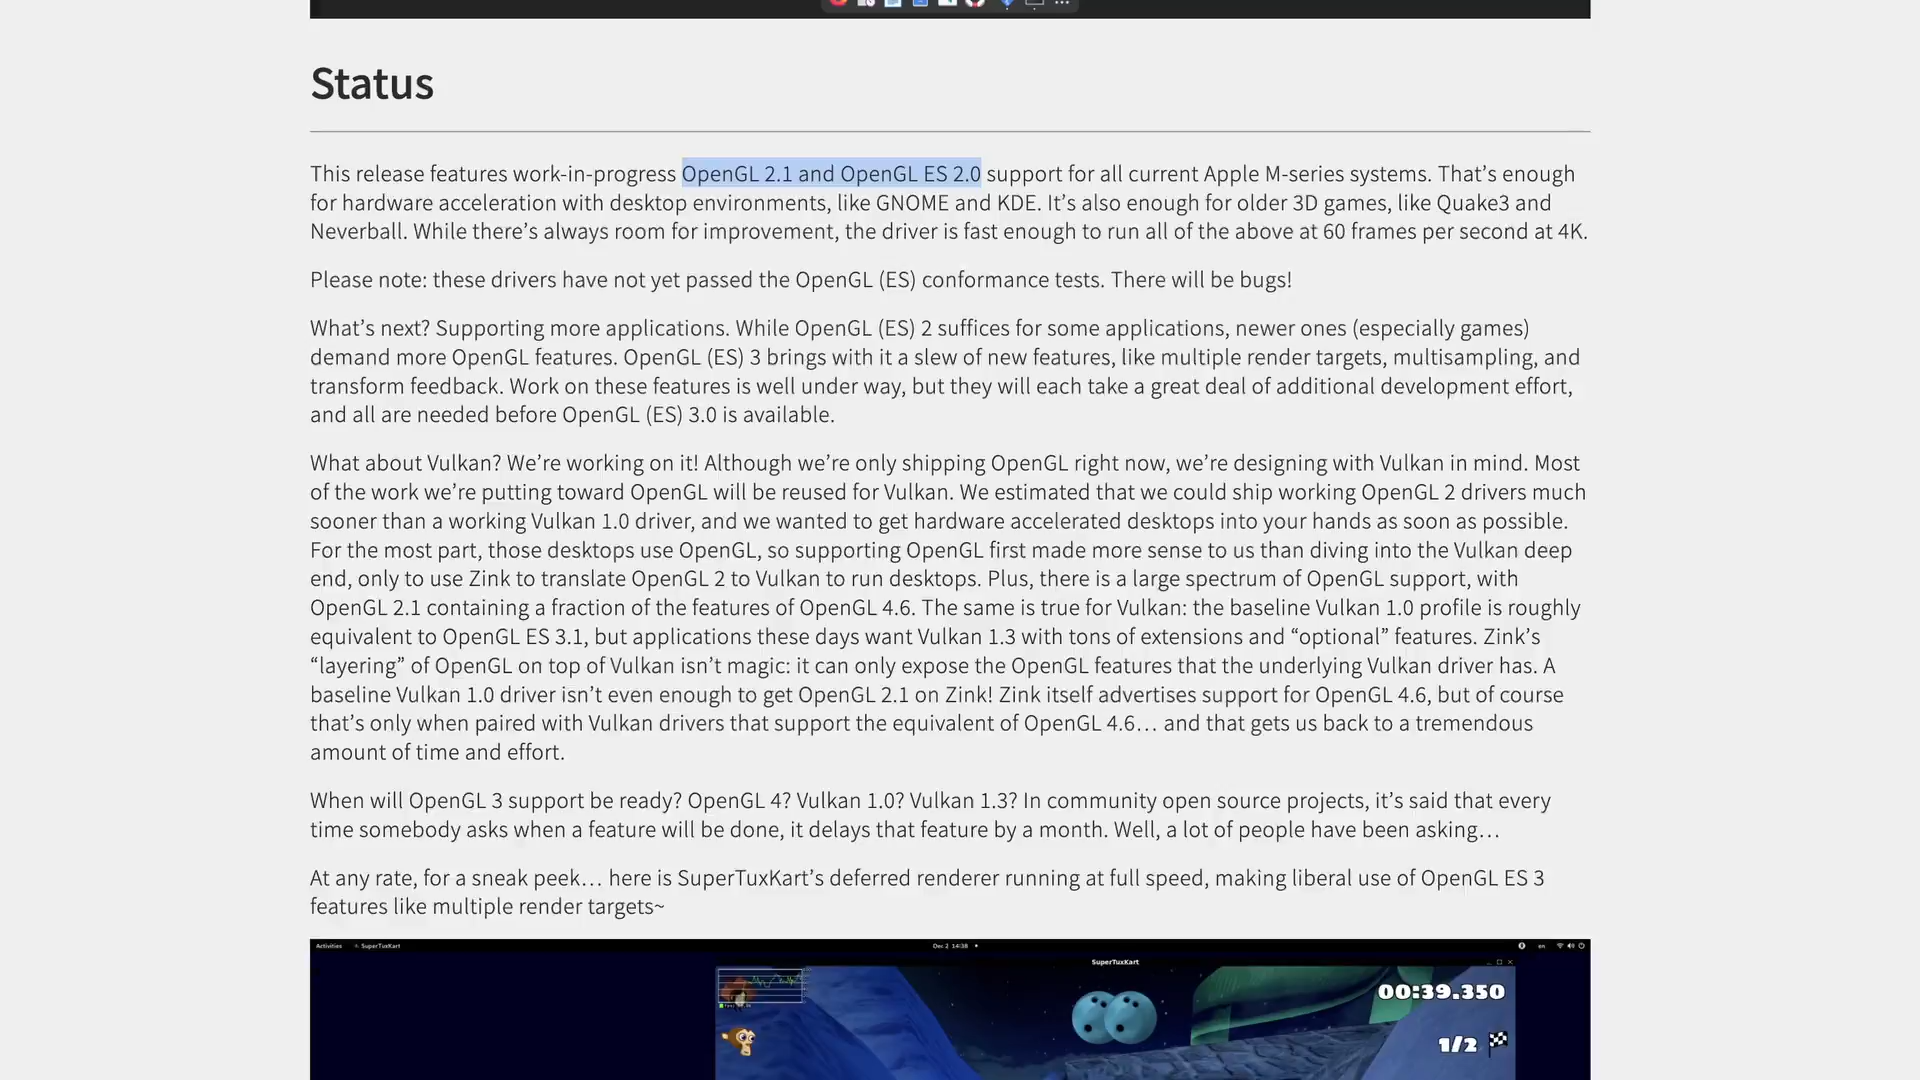 Status
This release features work-in-progress OpenGL 2.1 and OpenGL ES 2.0 support for all current Apple M-series systems. That’s enough
for hardware acceleration with desktop environments, like GNOME and KDE. It’s also enough for older 3D games, like Quake3 and
Neverball. While there’s always room for improvement, the driver is fast enough to run all of the above at 60 frames per second at 4K.
Please note: these drivers have not yet passed the OpenGL (ES) conformance tests. There will be bugs!
What’s next? Supporting more applications. While OpenGL (ES) 2 suffices for some applications, newer ones (especially games)
demand more OpenGL features. OpenGL (ES) 3 brings with it a slew of new features, like multiple render targets, multisampling, and
transform feedback. Work on these features is well under way, but they will each take a great deal of additional development effort,
and all are needed before OpenGL (ES) 3.0 is available.
What about Vulkan? We’re working on it! Although we’re only shipping OpenGL right now, we’re designing with Vulkan in mind. Most
of the work we’re putting toward OpenGL will be reused for Vulkan. We estimated that we could ship working OpenGL 2 drivers much
sooner than a working Vulkan 1.0 driver, and we wanted to get hardware accelerated desktops into your hands as soon as possible.
For the most part, those desktops use OpenGL, so supporting OpenGL first made more sense to us than diving into the Vulkan deep
end, only to use Zink to translate OpenGL 2 to Vulkan to run desktops. Plus, there is a large spectrum of OpenGL support, with
OpenGL 2.1 containing a fraction of the features of OpenGL 4.6. The same is true for Vulkan: the baseline Vulkan 1.0 profile is roughly
equivalent to OpenGL ES 3.1, but applications these days want Vulkan 1.3 with tons of extensions and “optional” features. Zink’s
“layering” of OpenGL on top of Vulkan isn’t magic: it can only expose the OpenGL features that the underlying Vulkan driver has. A
baseline Vulkan 1.0 driver isn’t even enough to get OpenGL 2.1 on Zink! Zink itself advertises support for OpenGL 4.6, but of course
that’s only when paired with Vulkan drivers that support the equivalent of OpenGL 4.6… and that gets us back to a tremendous
amount of time and effort.
When will OpenGL 3 support be ready? OpenGL 4? Vulkan 1.0? Vulkan 1.3? In community open source projects, it’s said that every
time somebody asks when a feature will be done, it delays that feature by a month. Well, a lot of people have been asking…
At any rate, for a sneak peek… here is SuperTuxKart’s deferred renderer running at full speed, making liberal use of OpenGL ES 3
features like multiple render targets~
Activities SuperTuxKart Dec 2 14:38 en
SuperTuxKart
00:39.350
1/2